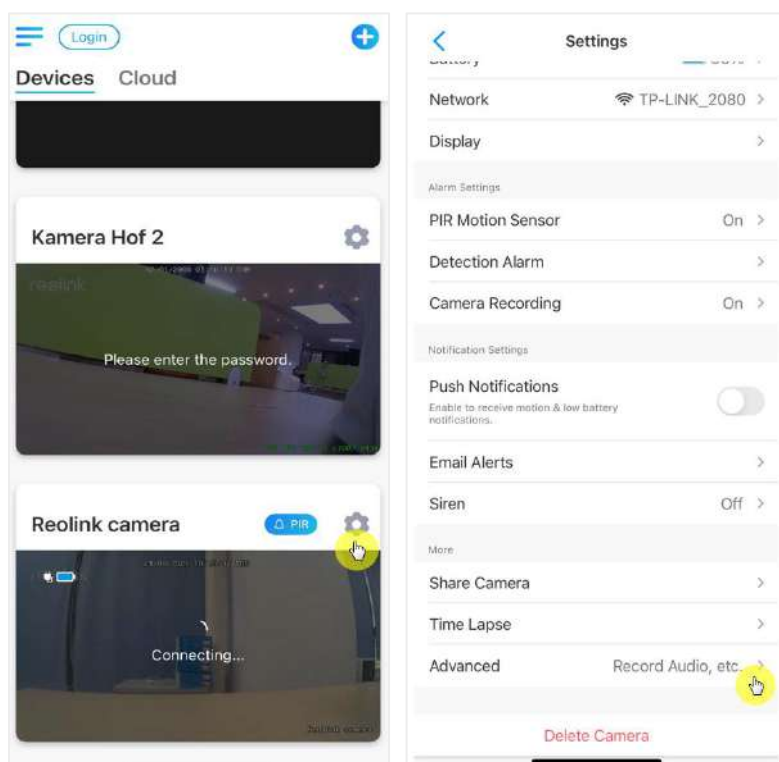 Login
Devices Cloud
Kamera Hof 2
reolink
Please enter the password.
Reolink camera
PIR
Connecting...
Settings
Network
TP-LINK_2080
Display
Alarm Settings
PIR Motion Sensor
On
Detection Alarm
Camera Recording
On
Notification Settings
Push Notifications
Enable to receive motion & low battery
notifications.
Email Alerts
Siren
Off
More
Share Camera
Time Lapse
Advanced
Record Audio, etc.
Delete Camera